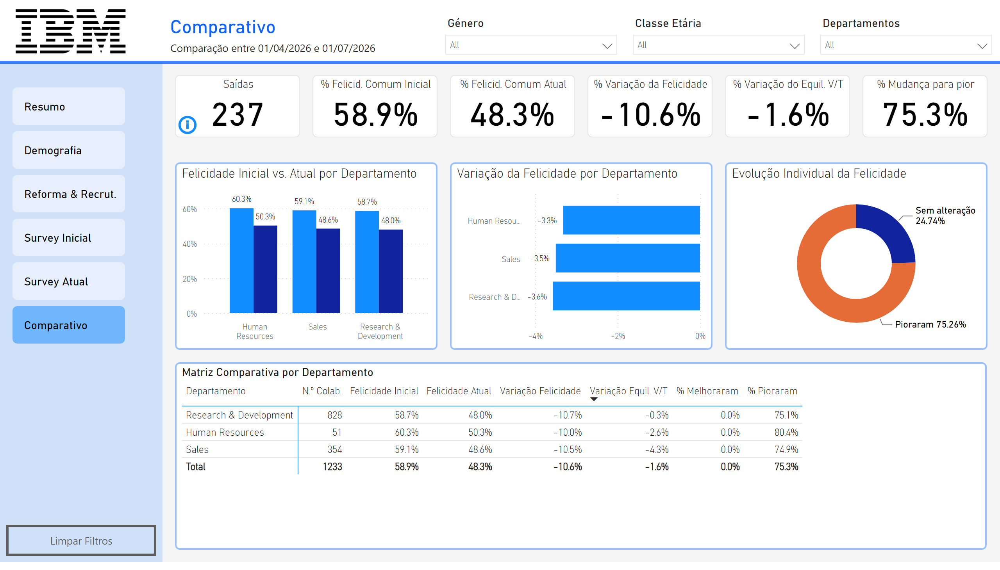 IBM
Comparativo
Comparação entre 01/04/2026 e 01/07/2026
Género
All
Classe Etária
All
Departamentos
All
Resumo
Demografia
Reforma & Recrut.
Survey Inicial
Survey Atual
Comparativo
Limpar Filtros
Saídas
237
% Felicid. Comum Inicial
58.9%
% Felicid. Comum Atual
48.3%
% Variação da Felicidade
-10.6%
% Variação do Equil. V/T
-1.6%
% Mudança para pior
75.3%
Felicidade Inicial vs. Atual por Departamento
60%
40%
20%
0%
60.3%
50.3%
59.1%
48.6%
58.7%
48.0%
Human
Resources
Sales
Research &
Development
Variação da Felicidade por Departamento
Human Resou... -3.3%
Sales -3.5%
Research & D... -3.6%
-4% -2% 0%
Evolução Individual da Felicidade
Sem alteração
24.74%
Pioraram 75.26%
Matriz Comparativa por Departamento
Departamento N.º Colab. Felicidade Inicial Felicidade Atual Variação Felicidade Variação Equil. V/T % Melhoraram % Pioraram
Research & Development 828 58.7% 48.0% -10.7% -0.3% 0.0% 75.1%
Human Resources 51 60.3% 50.3% -10.0% -2.6% 0.0% 80.4%
Sales 354 59.1% 48.6% -10.5% -4.3% 0.0% 74.9%
Total 1233 58.9% 48.3% -10.6% -1.6% 0.0% 75.3%